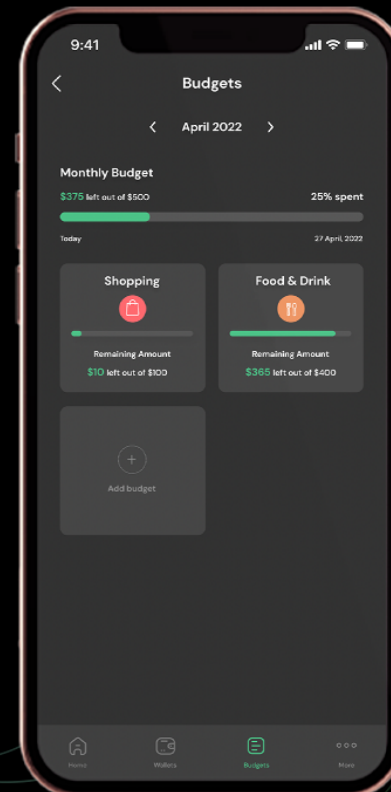 9:41
Budgets
April 2022
Monthly Budget
$375 left out of $500 25% spent
Today 27 April, 2022
Shopping Food & Drink
Remaining Amount Remaining Amount
$10 left out of $100 $365 left out of $400
Add budget
Home Wallets Budgets More